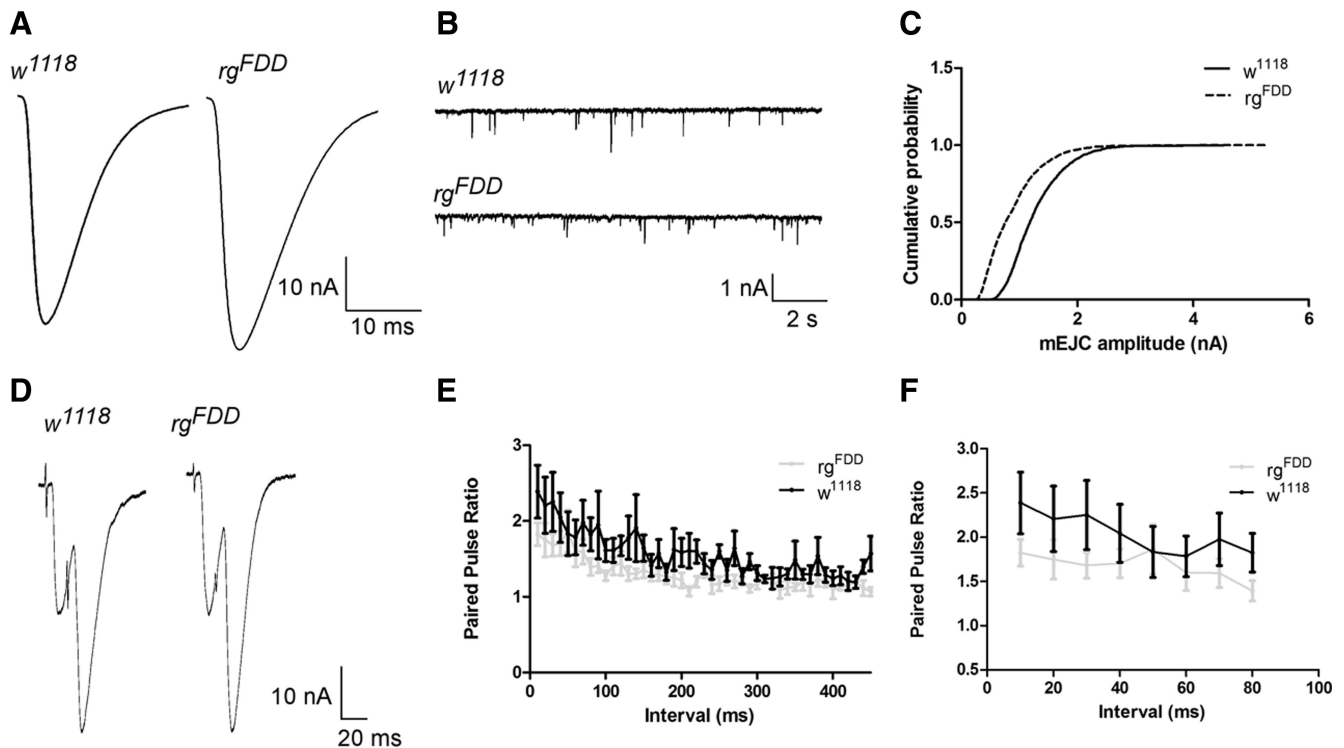 A
w1118
rgFDD
10 nA
10 ms
B
w1118
rgFDD
1 nA
2 s
C
1.5
1.0
0.5
0.0
0 2 4 6
Cumulative probability
mEJC amplitude (nA)
w1118
rgFDD
D
w1118
rgFDD
10 nA
20 ms
E
3
2
1
0
0 100 200 300 400
Paired Pulse Ratio
Interval (ms)
rgFDD
w1118
F
3.0
2.5
2.0
1.5
1.0
0.5
0 20 40 60 80 100
Paired Pulse Ratio
Interval (ms)
rgFDD
w1118